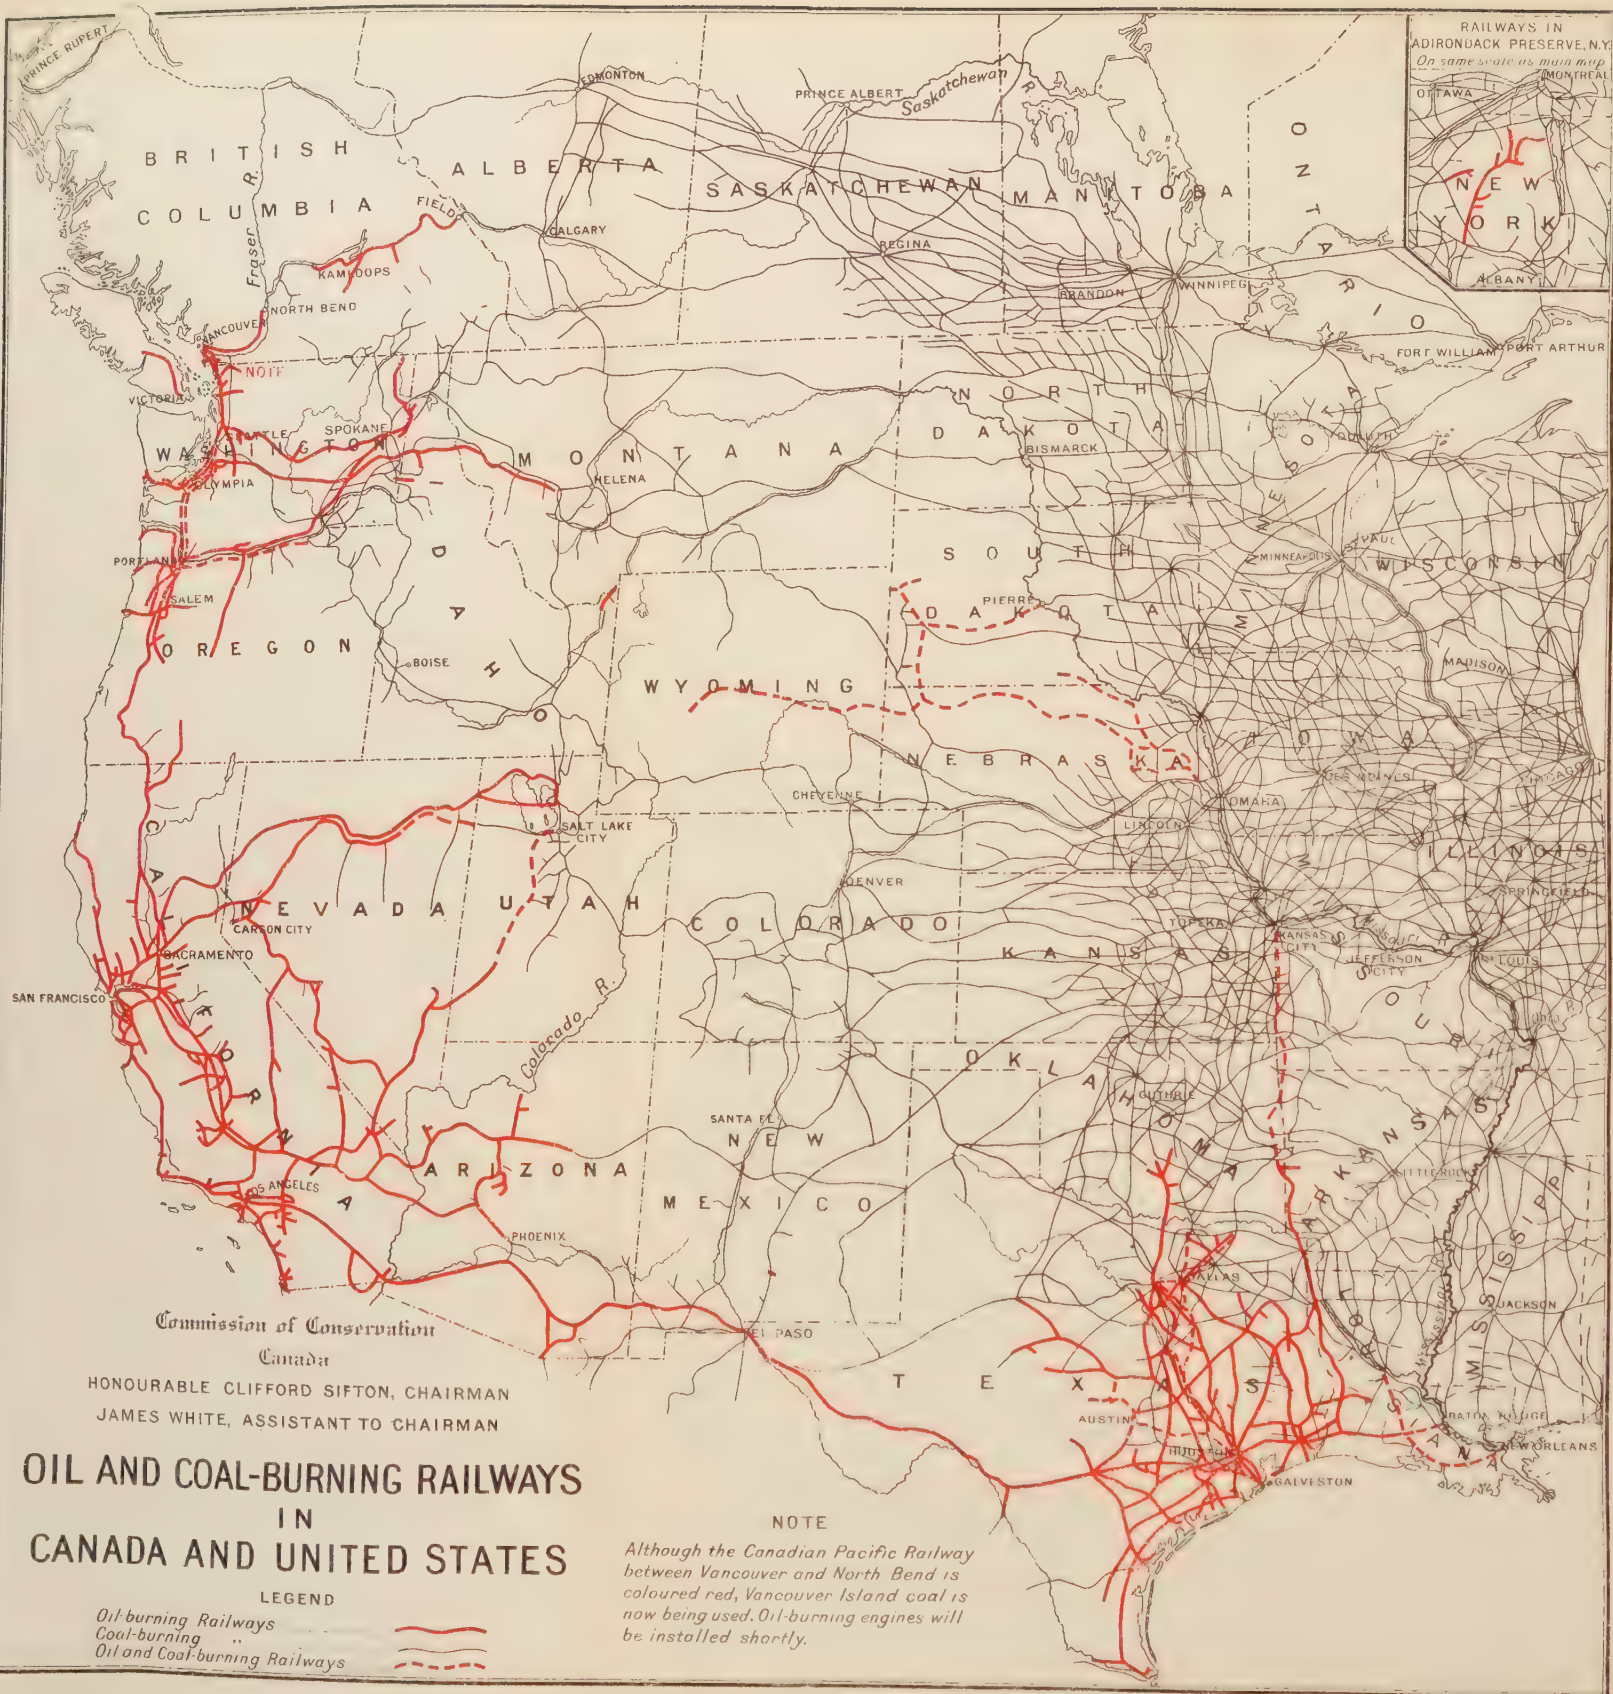 RAILWAYS IN
ADIRONDACK PRESERVE, N.Y.
On same scale as main map
MONTREAL
OTTAWA
NEW
YORK
ALBANY
PRINCE RUPERT
EDMONTON
PRINCE ALBERT
Saskatchewan R.
BRITISH
COLUMBIA
Fraser R.
ALBERTA
SASKATCHEWAN
MANITOBA
ONTARIO
FIELD
CALGARY
REGINA
KAMLOOPS
BRANDON
WINNIPEG
NORTH BEND
VANCOUVER
FORT WILLIAM
PORT ARTHUR
NOTE
VICTORIA
NORTH
DAKOTA
SEATTLE
SPOKANE
WASHINGTON
MONTANA
BISMARCK
DULUTH
MINNESOTA
OLYMPIA
HELENA
IDAHO
SOUTH
DAKOTA
MINNEAPOLIS
ST PAUL
WISCONSIN
PORTLAND
SALEM
PIERRE
OREGON
BOISE
MADISON
WYOMING
IOWA
NEBRASKA
DES MOINES
CHICAGO
CHEYENNE
OMAHA
LINCOLN
SALT LAKE
CITY
ILLINOIS
CALIFORNIA
DENVER
SPRINGFIELD
NEVADA
UTAH
COLORADO
TOPEKA
KANSAS
CITY
Missouri R.
CARSON CITY
KANSAS
JEFFERSON
CITY
ST LOUIS
MISSOURI
SACRAMENTO
SAN FRANCISCO
Colorado R.
Ohio R.
OKLAHOMA
GUTHRIE
SANTA FE
NEW
MEXICO
ARKANSAS
LITTLE ROCK
ARIZONA
LOS ANGELES
MISSISSIPPI
PHOENIX
DALLAS
JACKSON
Mississippi R.
EL PASO
TEXAS
LOUISIANA
AUSTIN
BATON ROUGE
HOUSTON
NEW ORLEANS
GALVESTON
Commission of Conservation
Canada
HONOURABLE CLIFFORD SIFTON, CHAIRMAN
JAMES WHITE, ASSISTANT TO CHAIRMAN
OIL AND COAL-BURNING RAILWAYS
IN
CANADA AND UNITED STATES
LEGEND
Oil-burning Railways
Coal-burning "
Oil and Coal-burning Railways
NOTE
Although the Canadian Pacific Railway
between Vancouver and North Bend is
coloured red, Vancouver Island coal is
now being used. Oil-burning engines will
be installed shortly.